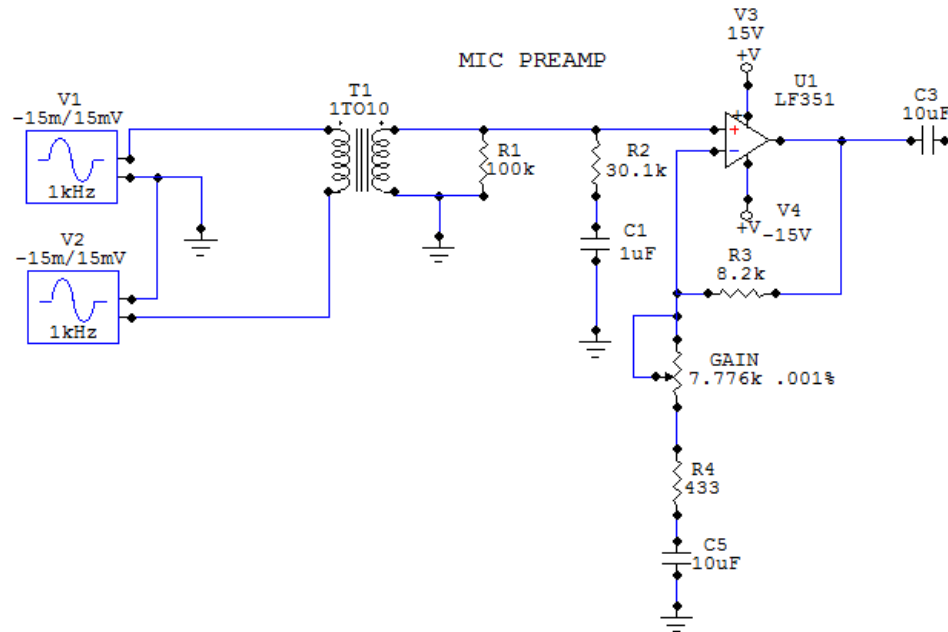 MIC PREAMP
V1
-15m/15mV
1kHz
V2
-15m/15mV
1kHz
T1
1TO10
R1
100k
R2
30.1k
C1
1uF
V3
15V
+V
U1
LF351
+
+
-
V4
+V
-15V
C3
10uF
R3
8.2k
GAIN
7.776k .001%
R4
433
C5
10uF